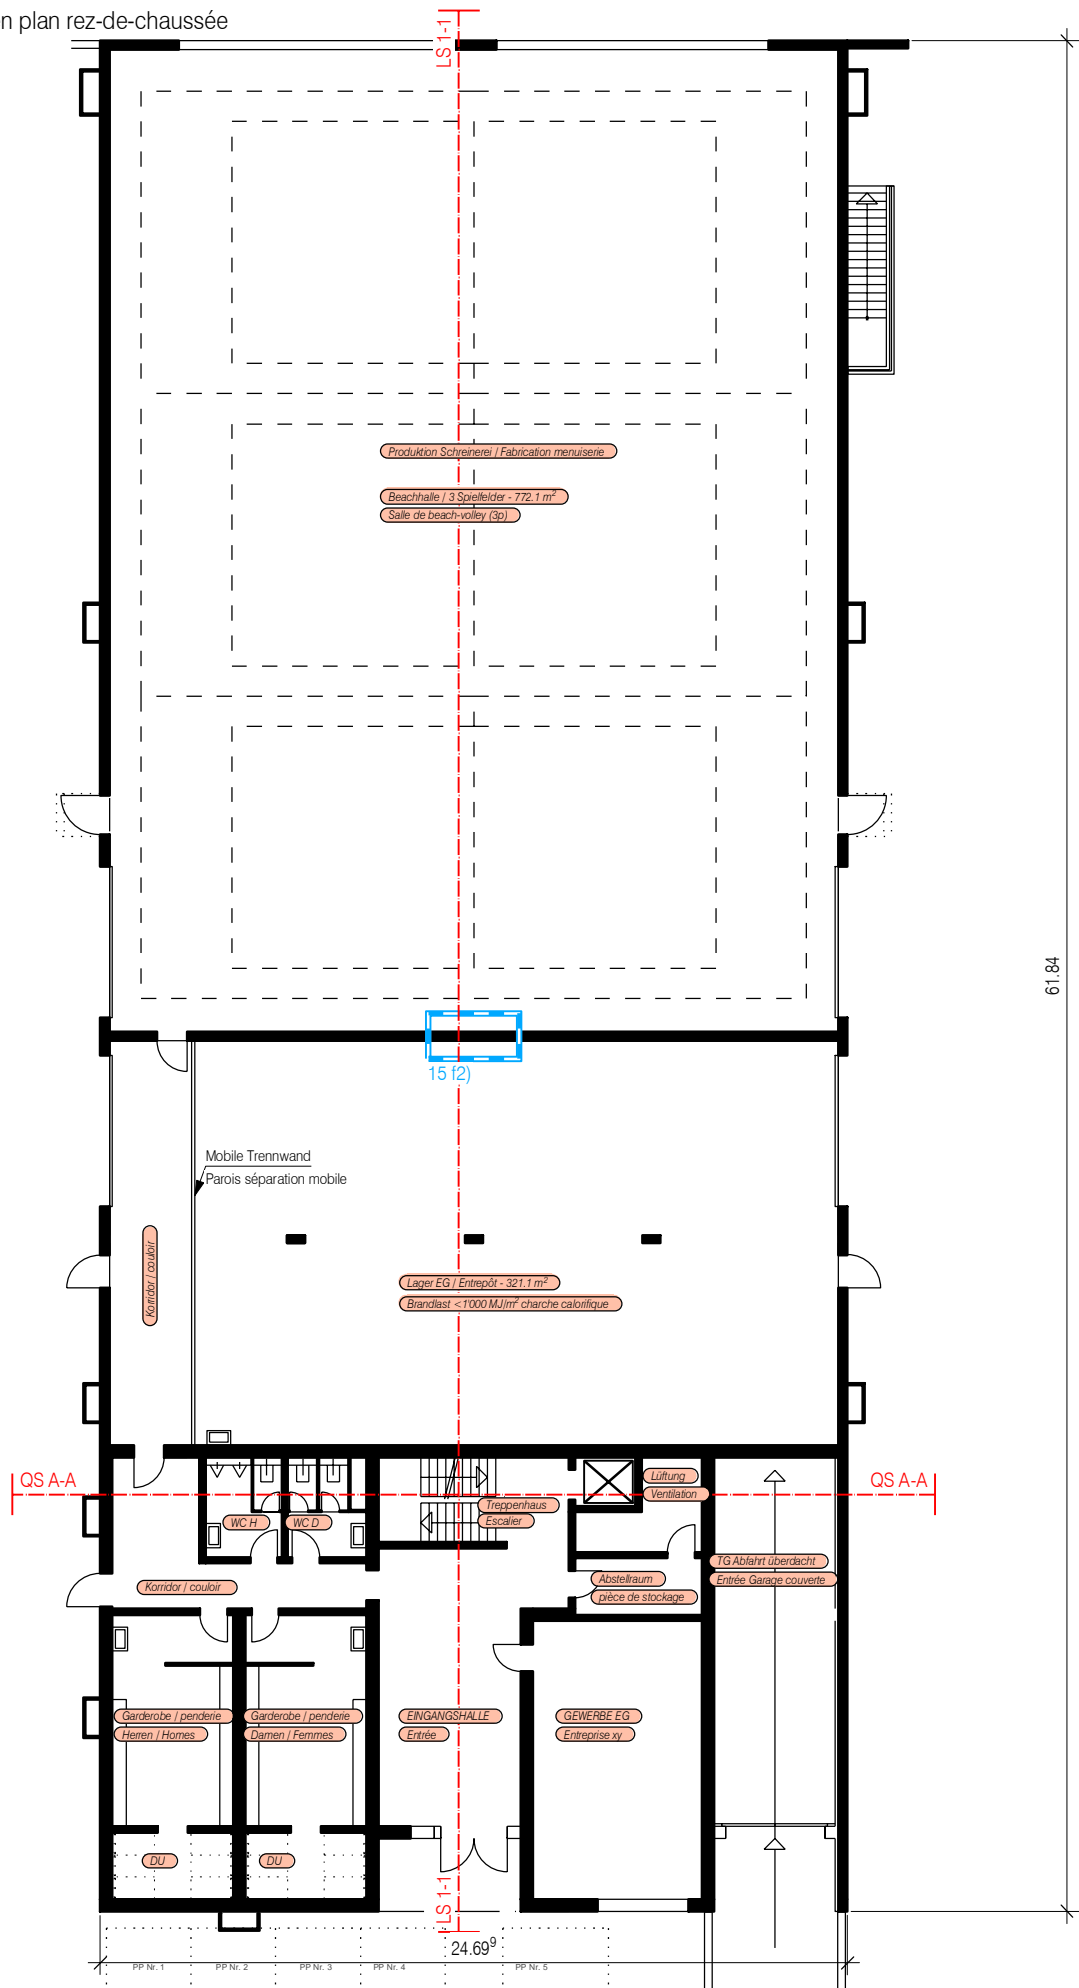 n plan rez-de-chaussée
LS 1-1
Produktion Schreinerei / Fabrication menuiserie
Beachhalle / 3 Spielfelder - 772.1 m²
Salle de beach-volley (3p)
61.84
15 f2)
Mobile Trennwand
Parois séparation mobile
Korridor / couloir
Lager EG / Entrepôt - 321.1 m²
Brandlast <1'000 MJ/m² charche calorifique
QS A-A
QS A-A
Lüftung
Ventilation
Treppenhaus
Escalier
WC H
WC D
TG Abfahrt überdacht
Entrée Garage couverte
Abstellraum
pièce de stockage
Korridor / couloir
Garderobe / penderie
Herren / Homes
Garderobe / penderie
Damen / Femmes
EINGANGSHALLE
Entrée
GEWERBE EG
Entreprise xy
DU
DU
LS 1-1
24.69⁹
PP Nr. 1
PP Nr. 2
PP Nr. 3
PP Nr. 4
PP Nr. 5